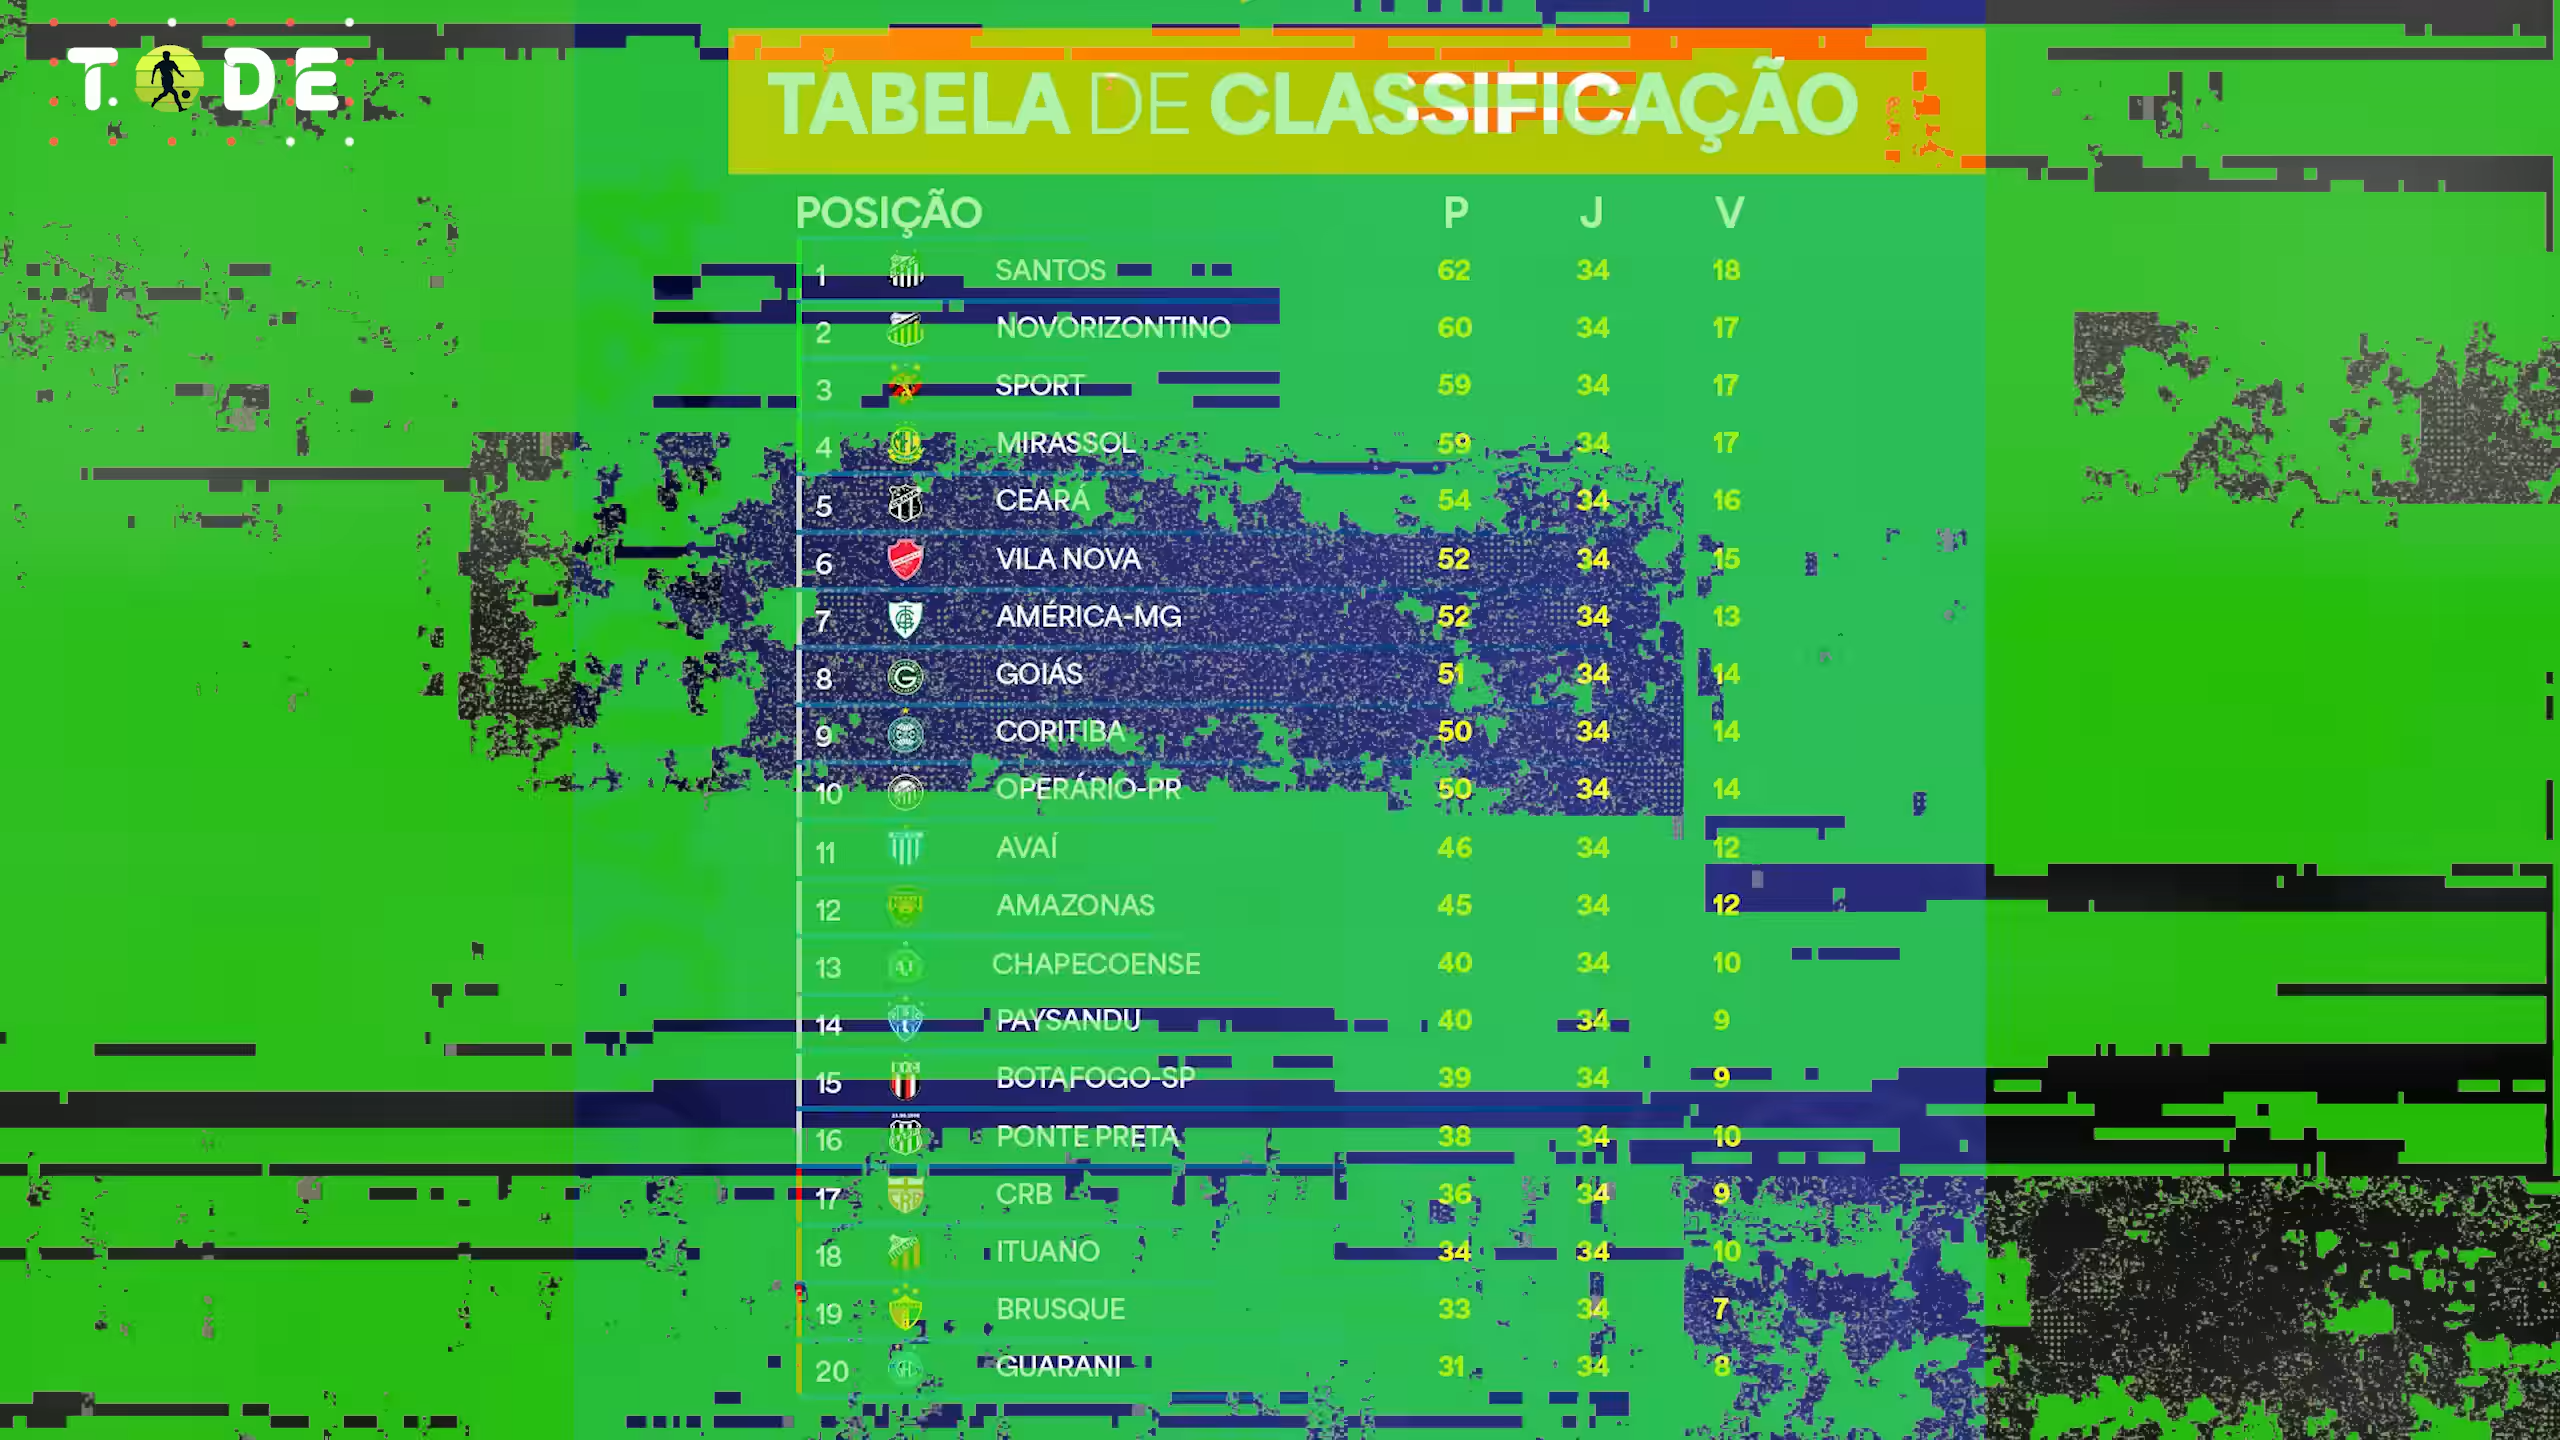 TODE
TABELA DE CLASSIFICAÇÃO
POSIÇÃO P J V
1 SANTOS 62 34 18
2 NOVORIZONTINO 60 34 17
3 SPORT 59 34 17
4 MIRASSOL 59 34 17
5 CEARÁ 54 34 16
6 VILA NOVA 52 34 15
7 AMÉRICA-MG 52 34 13
8 GOIÁS 51 34 14
9 CORITIBA 50 34 14
10 OPERÁRIO-PR 50 34 14
11 AVAÍ 46 34 12
12 AMAZONAS 45 34 12
13 CHAPECOENSE 40 34 10
14 PAYSANDU 40 34 9
15 BOTAFOGO-SP 39 34 9
16 PONTE PRETA 38 34 10
17 CRB 36 34 9
18 ITUANO 34 34 10
19 BRUSQUE 33 34 7
20 GUARANI 31 34 8